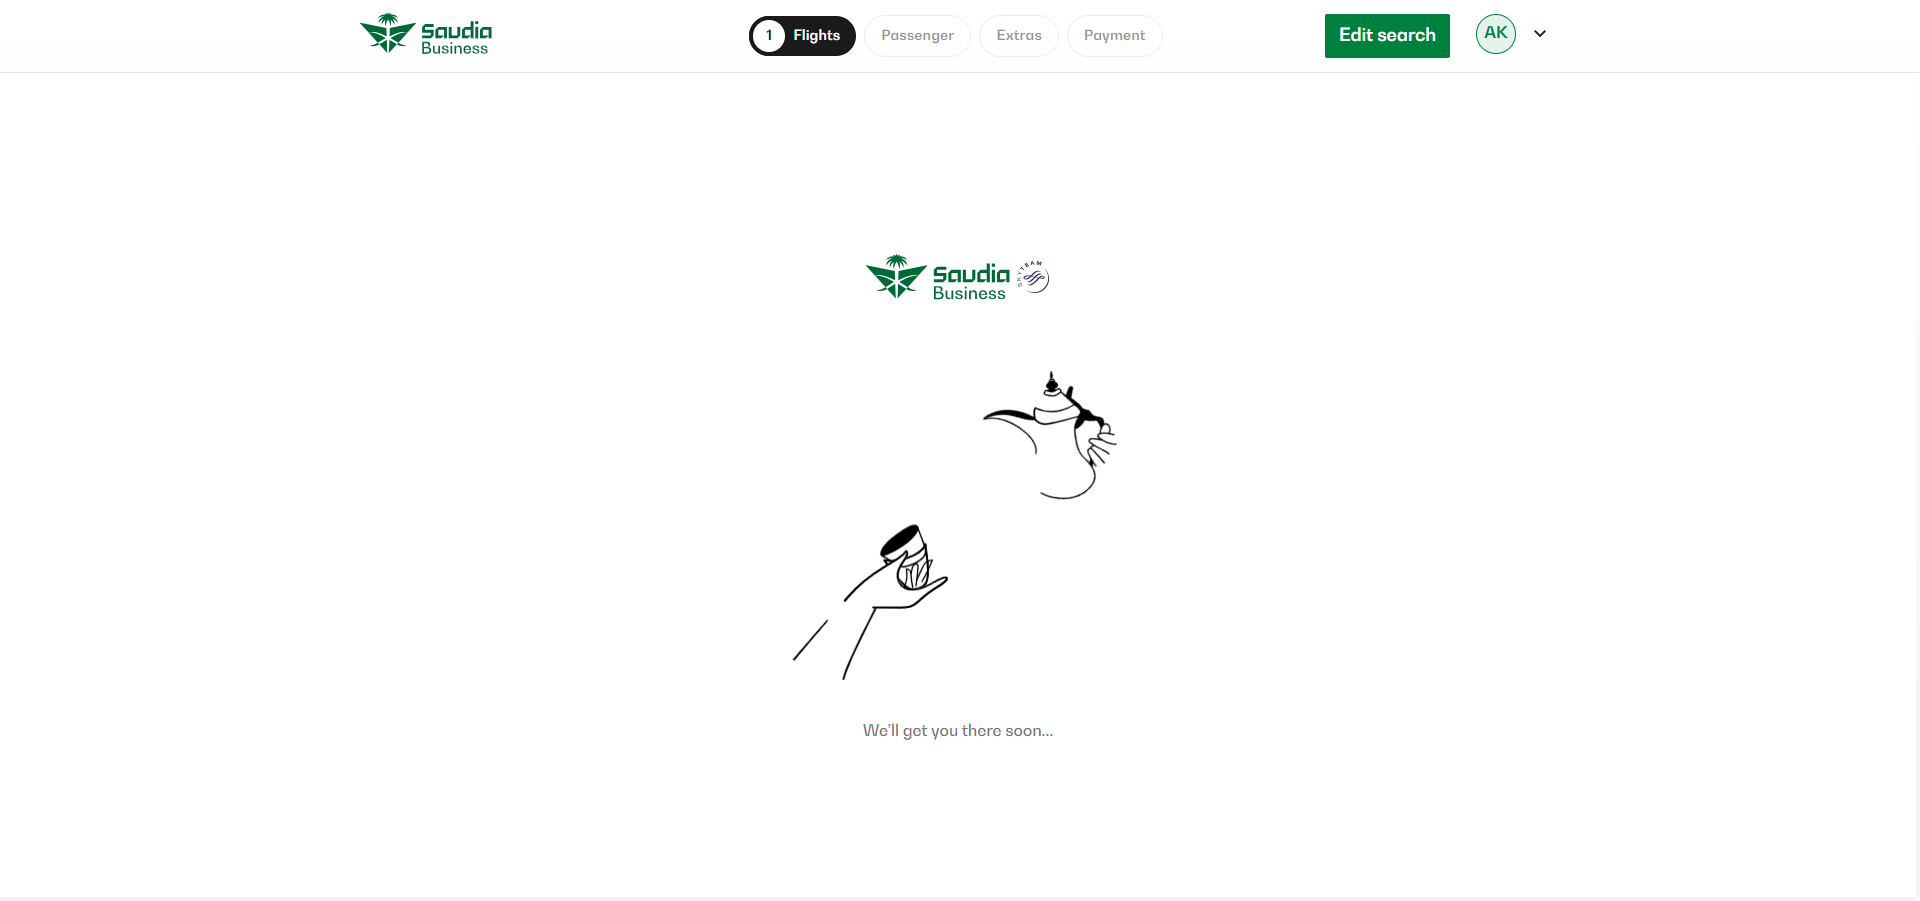 Saudia
Business
1 Flights
Passenger
Extras
Payment
Edit search
AK
Saudia
Business
SKYTEAM
We'll get you there soon...